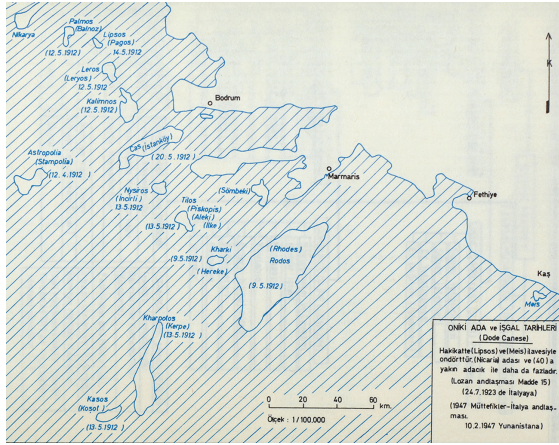 Nikarya
Palmos
(Balnoz)
(12.5.1912)
Lipsos
(Pagos)
14.5.1912
Leros
(Leryos)
12.5.1912
Kalimnos
(12.5.1912)
Bodrum
K
Cos (İstanköy)
(20.5.1912)
Astropolia
(Stampolia)
(12.4.1912)
Nysiros
(İncirli)
13.5.1912
Tilos
(Piskopis)
(Aleki)
(İlke)
(13.5.1912)
(Sömbeki)
Marmaris
Fethiye
Kharki
(9.5.1912)
(Hereke)
(Rhodes)
Rodos
(9.5.1912)
Kaş
Meis
Kharpolos
(Kerpe)
(13.5.1912)
Kasos
(Kosot)
(13.5.1912)
0 20 40 60
km.
Ölçek : 1/100.000
ONİKİ ADA ve İŞGAL TARİHLERİ
(Dode Canese)
Hakikatte (Lipsos) ve (Meis) ilavesiyle
ondörttür. (Nicaria) adası ve (40) a
yakın adacık ile daha da fazladır.
(Lozan andlaşması Madde 15)
(24.7.1923 de İtalyaya)
(1947 Müttefikler-İtalya andlaş-
ması.
10.2.1947 Yunanistana)